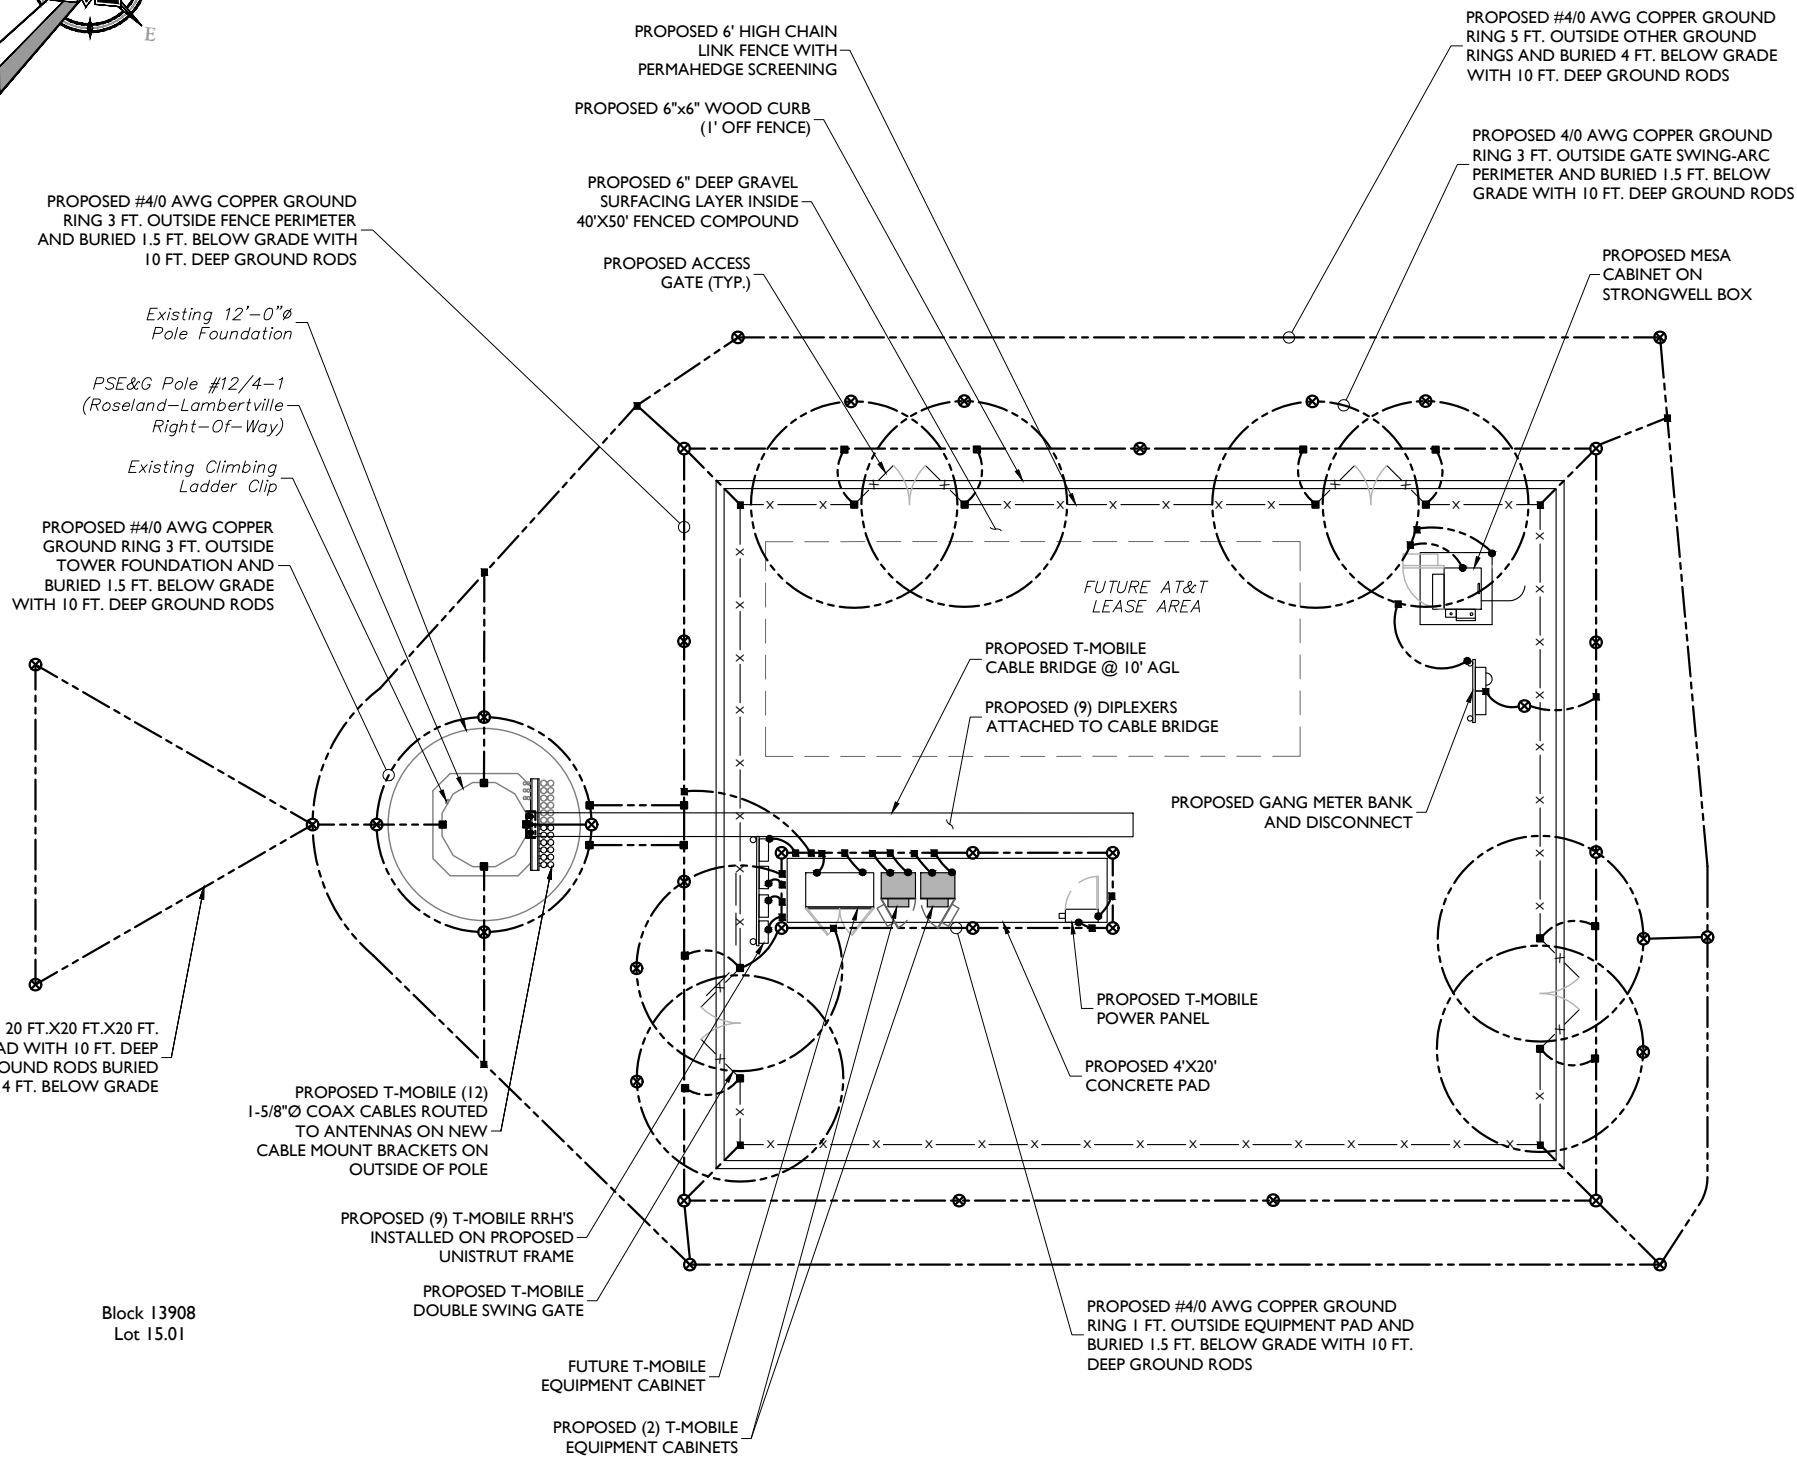 E
PROPOSED 6' HIGH CHAIN
LINK FENCE WITH
PERMAHEDGE SCREENING
PROPOSED #4/0 AWG COPPER GROUND
RING 5 FT. OUTSIDE OTHER GROUND
RINGS AND BURIED 4 FT. BELOW GRADE
WITH 10 FT. DEEP GROUND RODS
PROPOSED 6"x6" WOOD CURB
(1' OFF FENCE)
PROPOSED 4/0 AWG COPPER GROUND
RING 3 FT. OUTSIDE GATE SWING-ARC
PERIMETER AND BURIED 1.5 FT. BELOW
GRADE WITH 10 FT. DEEP GROUND RODS
PROPOSED 6" DEEP GRAVEL
SURFACING LAYER INSIDE
40'X50' FENCED COMPOUND
PROPOSED #4/0 AWG COPPER GROUND
RING 3 FT. OUTSIDE FENCE PERIMETER
AND BURIED 1.5 FT. BELOW GRADE WITH
10 FT. DEEP GROUND RODS
PROPOSED ACCESS
GATE (TYP.)
PROPOSED MESA
CABINET ON
STRONGWELL BOX
Existing 12'-0"ø
Pole Foundation
PSE&G Pole #12/4-1
(Roseland-Lambertville
Right-Of-Way)
Existing Climbing
Ladder Clip
PROPOSED #4/0 AWG COPPER
GROUND RING 3 FT. OUTSIDE
TOWER FOUNDATION AND
BURIED 1.5 FT. BELOW GRADE
WITH 10 FT. DEEP GROUND RODS
FUTURE AT&T
LEASE AREA
PROPOSED T-MOBILE
CABLE BRIDGE @ 10' AGL
PROPOSED (9) DIPLEXERS
ATTACHED TO CABLE BRIDGE
PROPOSED GANG METER BANK
AND DISCONNECT
PROPOSED T-MOBILE
POWER PANEL
PROPOSED 4'X20'
CONCRETE PAD
20 FT.X20 FT.X20 FT.
AD WITH 10 FT. DEEP
OUND RODS BURIED
4 FT. BELOW GRADE
PROPOSED T-MOBILE (12)
1-5/8"Ø COAX CABLES ROUTED
TO ANTENNAS ON NEW
CABLE MOUNT BRACKETS ON
OUTSIDE OF POLE
PROPOSED (9) T-MOBILE RRH'S
INSTALLED ON PROPOSED
UNISTRUT FRAME
PROPOSED T-MOBILE
DOUBLE SWING GATE
Block 13908
Lot 15.01
PROPOSED #4/0 AWG COPPER GROUND
RING 1 FT. OUTSIDE EQUIPMENT PAD AND
BURIED 1.5 FT. BELOW GRADE WITH 10 FT.
DEEP GROUND RODS
FUTURE T-MOBILE
EQUIPMENT CABINET
PROPOSED (2) T-MOBILE
EQUIPMENT CABINETS